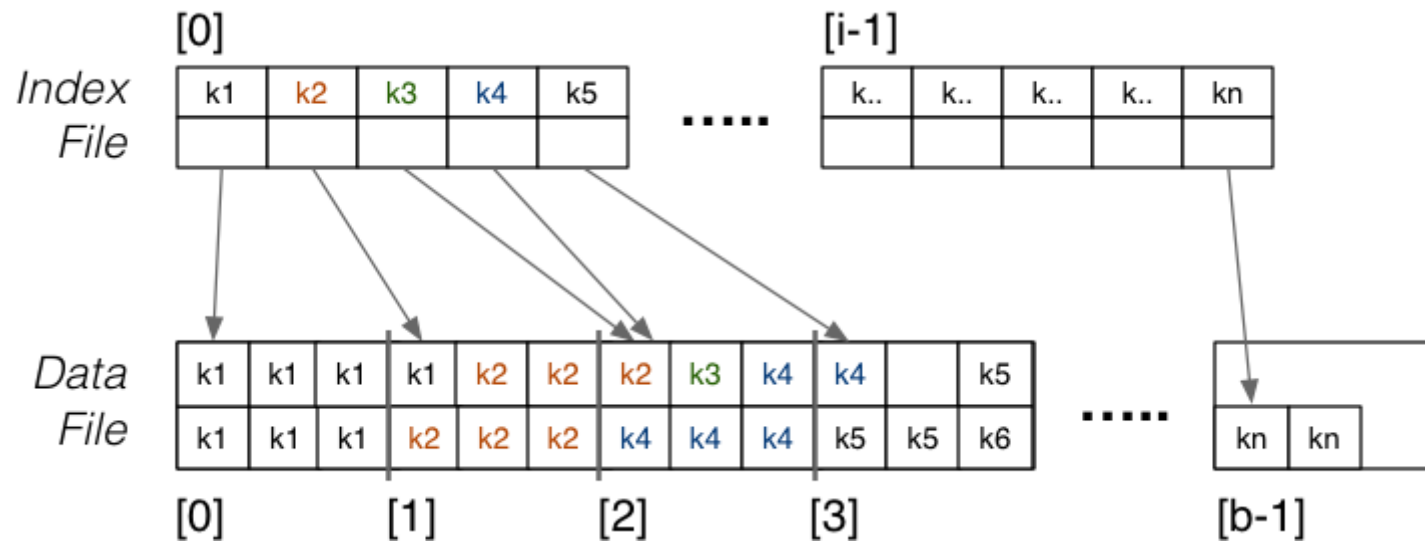 [0] [i-1]
Index k1 k2 k3 k4 k5 ..... k.. k.. k.. k.. kn
File
Data k1 k1 k1 k1 k2 k2 k2 k3 k4 k4 k5
File k1 k1 k1 k2 k2 k2 k4 k4 k4 k5 k5 k6 ..... kn kn
[0] [1] [2] [3] [b-1]